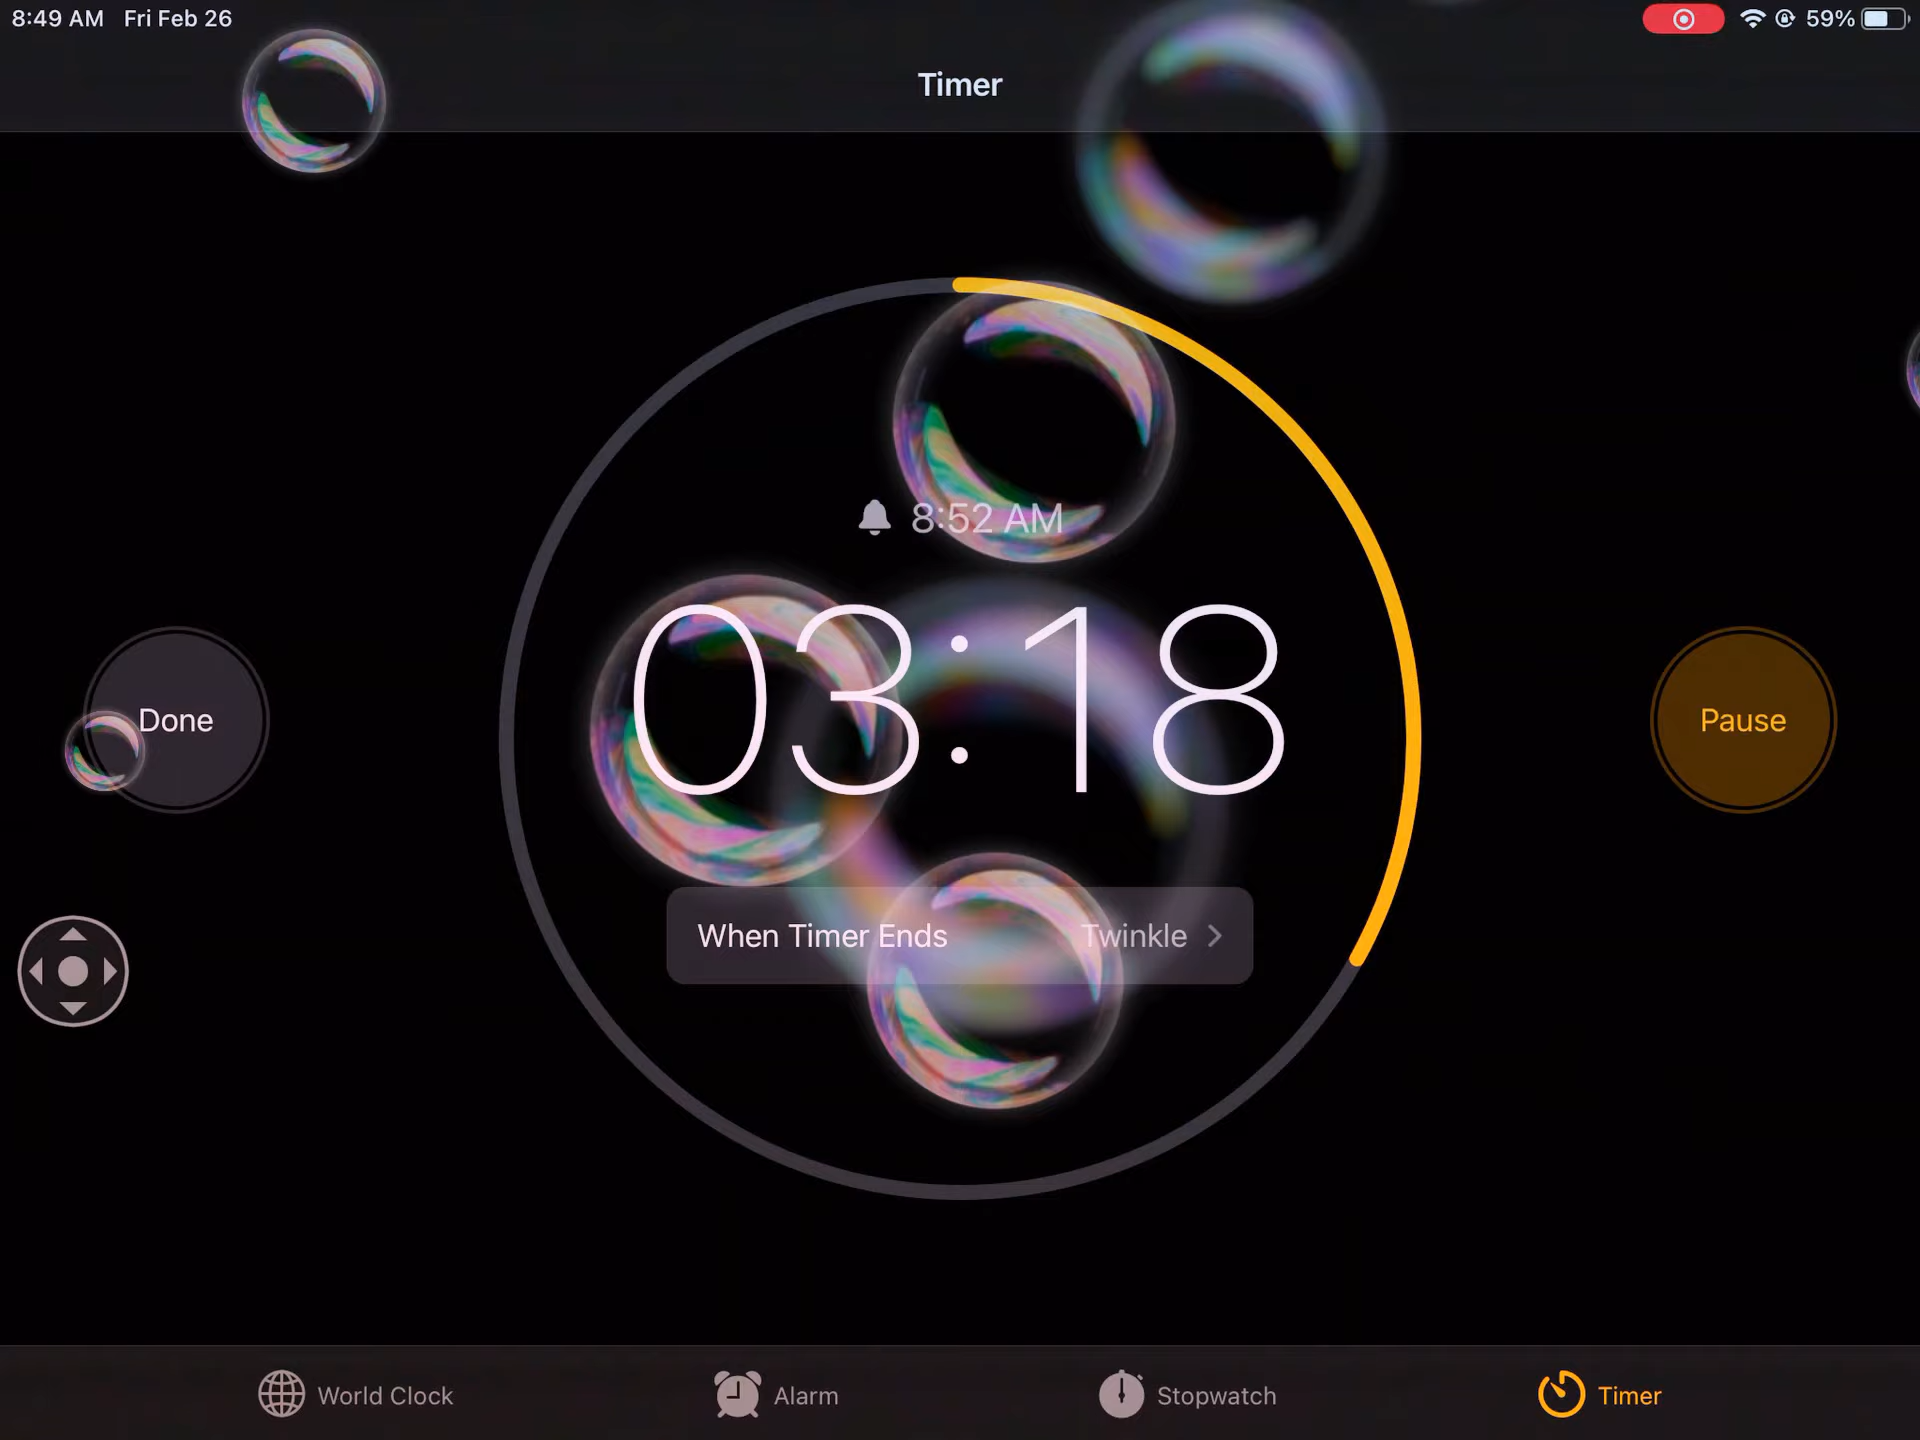 8:49 AM Fri Feb 26
59%
Timer
8:52 AM
03:18
Done
Pause
When Timer Ends Twinkle
World Clock Alarm Stopwatch Timer